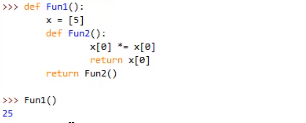 >>> def Fun1():
        x = [5]
        def Fun2():
                x[0] *= x[0]
                return x[0]
        return Fun2()

>>> Fun1()
25